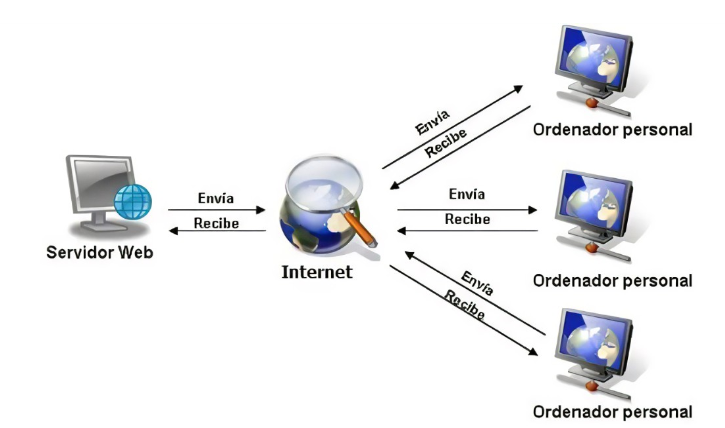 Envía
Recibe
Ordenador personal
Envía
Recibe
Servidor Web
Internet
Envía
Recibe
Ordenador personal
Envía
Recibe
Ordenador personal